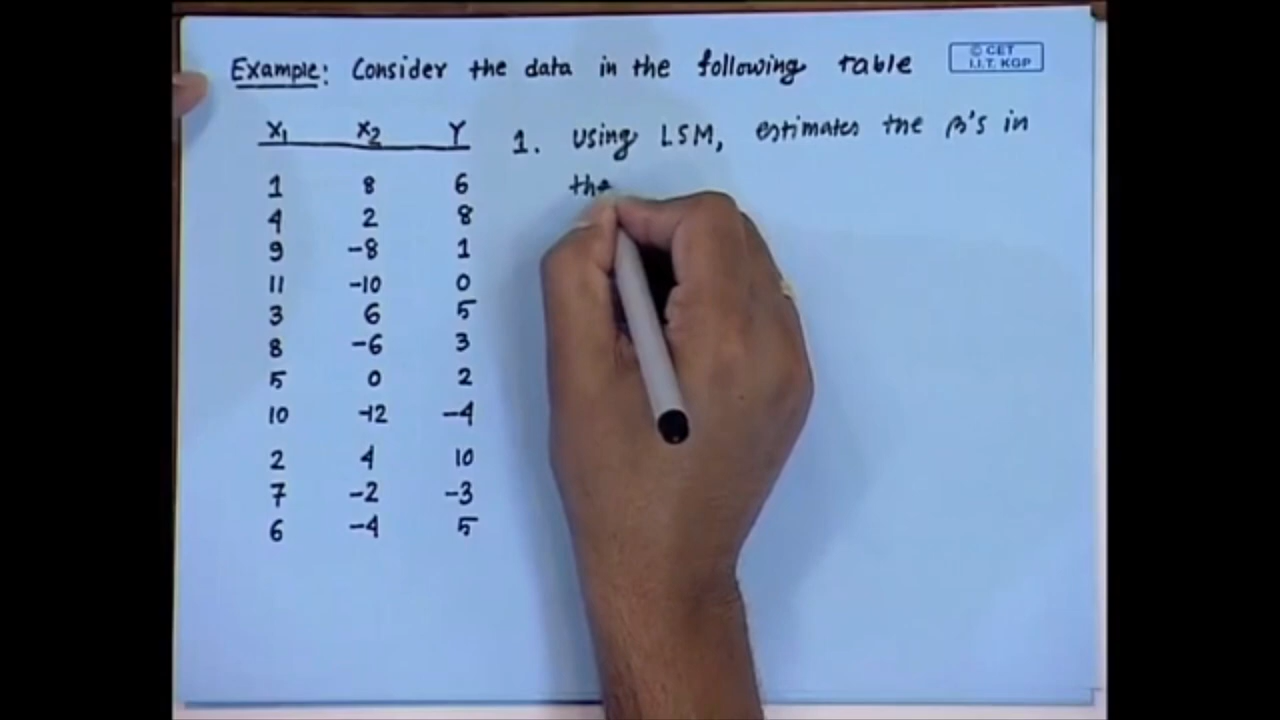 Example: Consider the data in the following table
© CET
I.I.T. KGP
X1 X2 Y
1 8 6
4 2 8
9 -8 1
11 -10 0
3 6 5
8 -6 3
5 0 2
10 -12 -4
2 4 10
7 -2 -3
6 -4 5
1. Using LSM, estimates the β's in
the